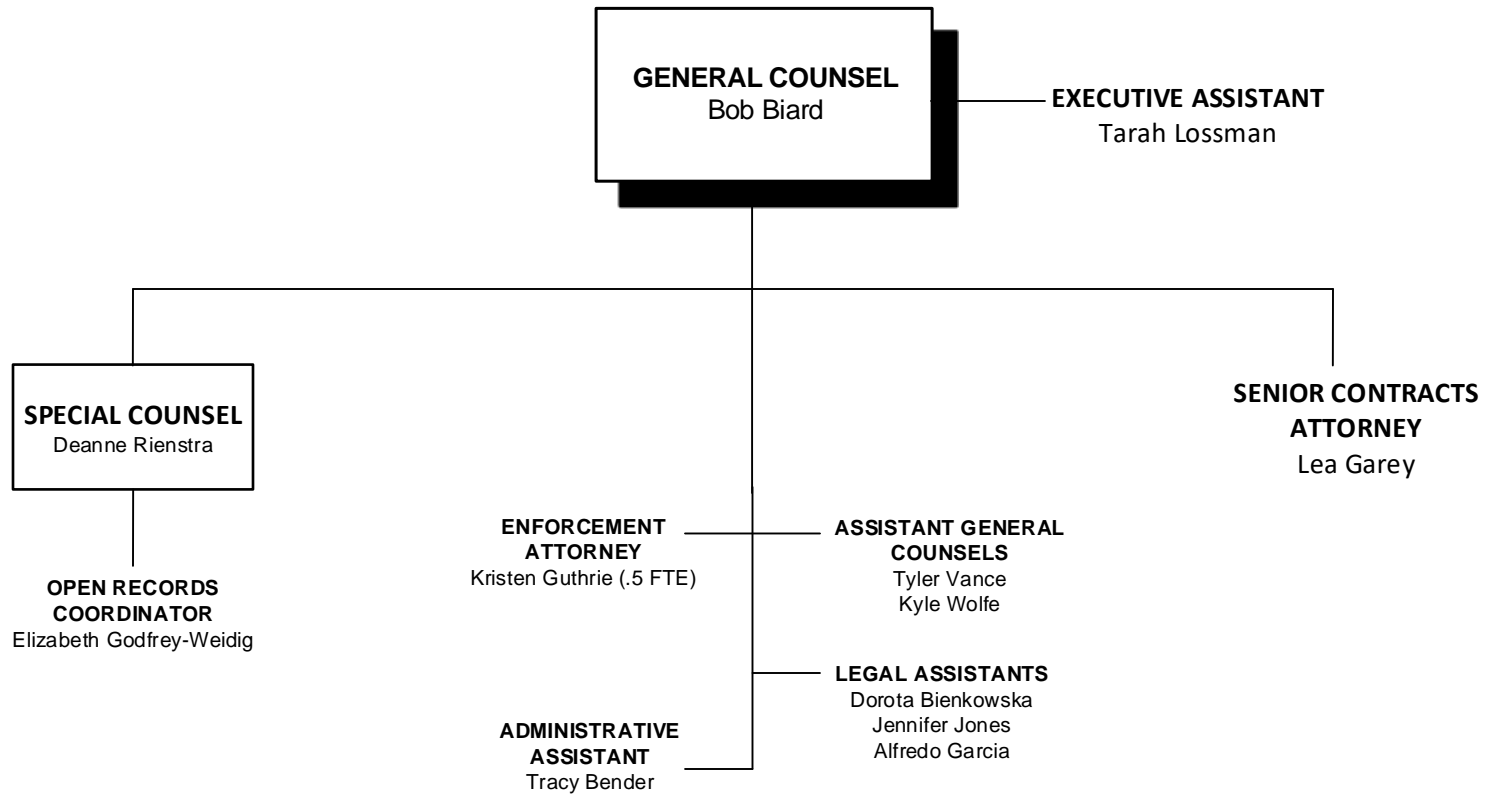 GENERAL COUNSEL
Bob Biard
EXECUTIVE ASSISTANT
Tarah Lossman
SPECIAL COUNSEL
Deanne Rienstra
SENIOR CONTRACTS
ATTORNEY
Lea Garey
OPEN RECORDS
COORDINATOR
Elizabeth Godfrey-Weidig
ENFORCEMENT
ATTORNEY
Kristen Guthrie (.5 FTE)
ASSISTANT GENERAL
COUNSELS
Tyler Vance
Kyle Wolfe
LEGAL ASSISTANTS
Dorota Bienkowska
Jennifer Jones
Alfredo Garcia
ADMINISTRATIVE
ASSISTANT
Tracy Bender